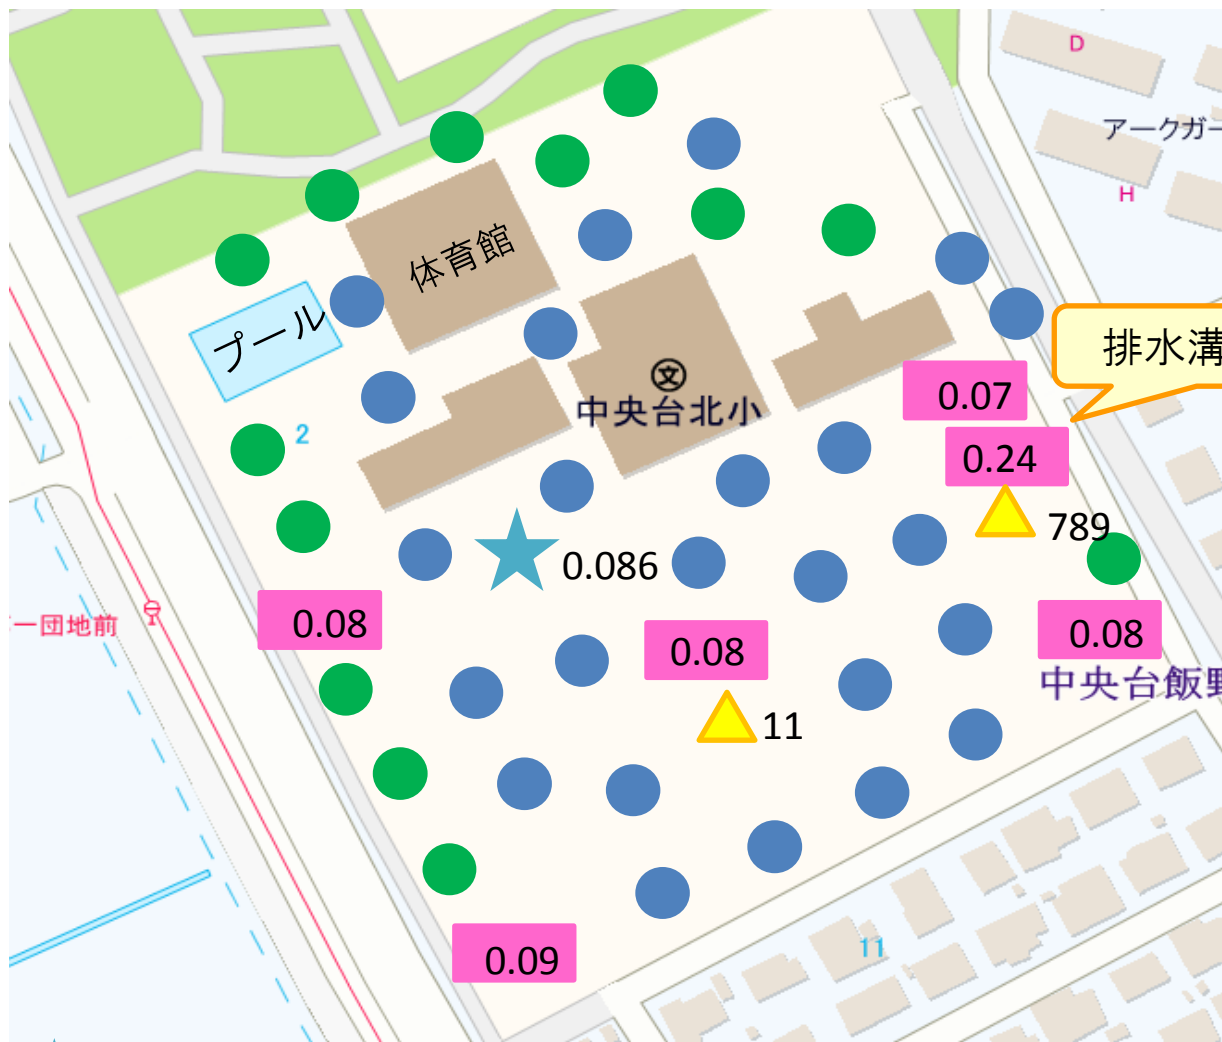 D
アークガー
H
体育館
プール
排水溝
文
中央台北小
0.07
2
0.24
789
0.086
0.08
一団地前
0.08
0.08
中央台飯野
11
11
0.09